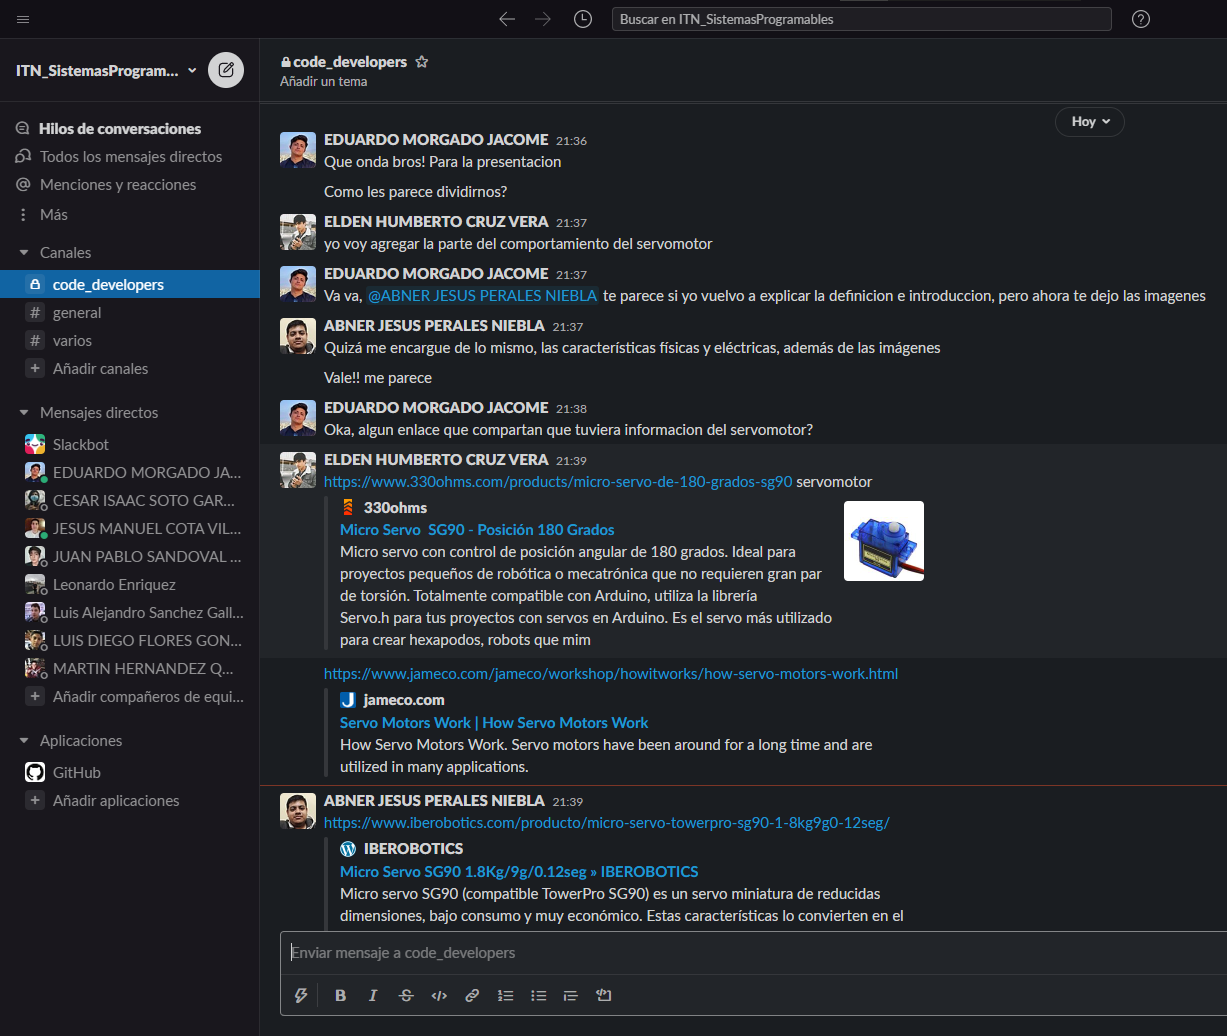 Buscar en ITN_SistemasProgramables
ITN_SistemasProgram...
Hilos de conversaciones
Todos los mensajes directos
Menciones y reacciones
Más
Canales
code_developers
# general
# varios
+ Añadir canales
Mensajes directos
Slackbot
EDUARDO MORGADO JA...
CESAR ISAAC SOTO GAR...
JESUS MANUEL COTA VIL...
JUAN PABLO SANDOVAL ...
Leonardo Enriquez
Luis Alejandro Sanchez Gall...
LUIS DIEGO FLORES GON...
MARTIN HERNANDEZ Q...
+ Añadir compañeros de equi...
Aplicaciones
GitHub
+ Añadir aplicaciones
code_developers
Añadir un tema
Hoy
EDUARDO MORGADO JACOME 21:36
Que onda bros! Para la presentacion
Como les parece dividirnos?
ELDEN HUMBERTO CRUZ VERA 21:37
yo voy agregar la parte del comportamiento del servomotor
EDUARDO MORGADO JACOME 21:37
Va va, @ABNER JESUS PERALES NIEBLA te parece si yo vuelvo a explicar la definicion e introduccion, pero ahora te dejo las imagenes
ABNER JESUS PERALES NIEBLA 21:37
Quizá me encargue de lo mismo, las características físicas y eléctricas, además de las imágenes
Vale!! me parece
EDUARDO MORGADO JACOME 21:38
Oka, algun enlace que compartan que tuviera informacion del servomotor?
ELDEN HUMBERTO CRUZ VERA 21:39
https://www.330ohms.com/products/micro-servo-de-180-grados-sg90 servomotor
330ohms
Micro Servo SG90 - Posición 180 Grados
Micro servo con control de posición angular de 180 grados. Ideal para
proyectos pequeños de robótica o mecatrónica que no requieren gran par
de torsión. Totalmente compatible con Arduino, utiliza la librería
Servo.h para tus proyectos con servos en Arduino. Es el servo más utilizado
para crear hexapodos, robots que mim
https://www.jameco.com/jameco/workshop/howitworks/how-servo-motors-work.html
jameco.com
Servo Motors Work | How Servo Motors Work
How Servo Motors Work. Servo motors have been around for a long time and are
utilized in many applications.
ABNER JESUS PERALES NIEBLA 21:39
https://www.iberobotics.com/producto/micro-servo-towerpro-sg90-1-8kg9g0-12seg/
IBEROBOTICS
Micro Servo SG90 1.8Kg/9g/0.12seg » IBEROBOTICS
Micro servo SG90 (compatible TowerPro SG90) es un servo miniatura de reducidas
dimensiones, bajo consumo y muy económico. Estas características lo convierten en el
Enviar mensaje a code_developers